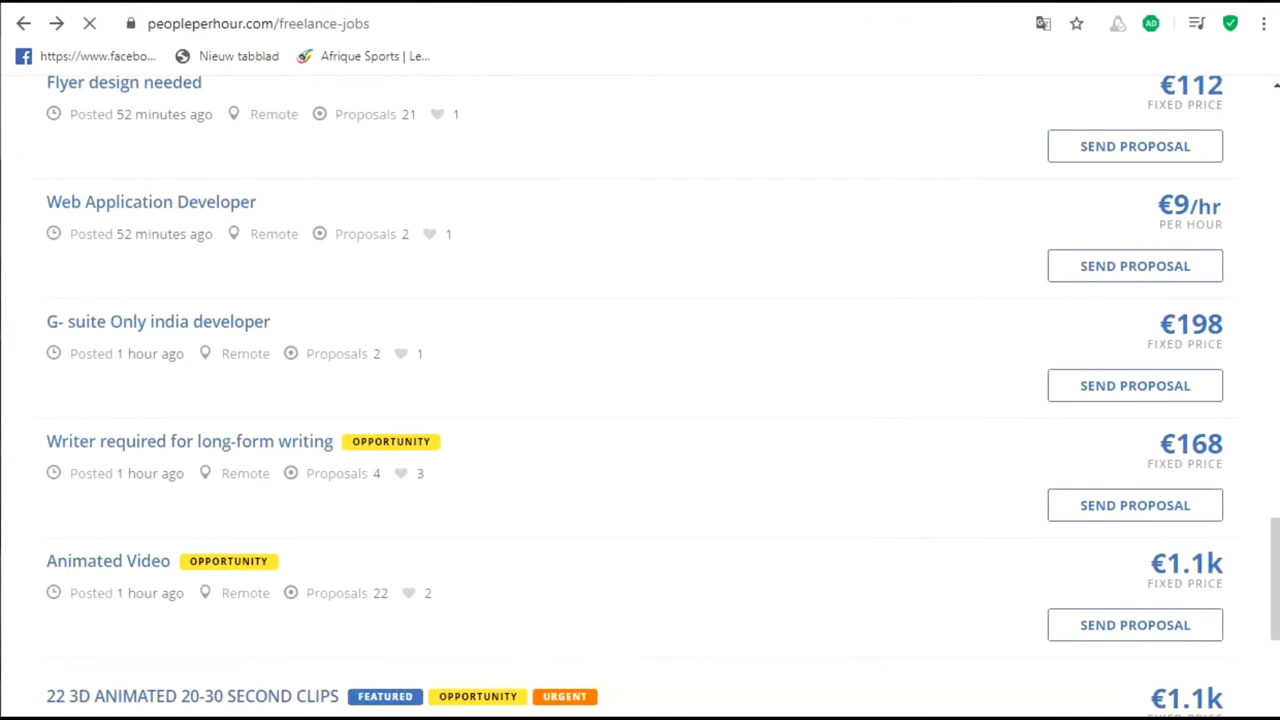 peopleperhour.com/freelance-jobs
AD
https://www.facebo... Nieuw tabblad Afrique Sports | Le...
Flyer design needed
€112
FIXED PRICE
Posted 52 minutes ago Remote Proposals 21 1
SEND PROPOSAL
Web Application Developer
€9/hr
PER HOUR
Posted 52 minutes ago Remote Proposals 2 1
SEND PROPOSAL
G- suite Only india developer
€198
FIXED PRICE
Posted 1 hour ago Remote Proposals 2 1
SEND PROPOSAL
Writer required for long-form writing OPPORTUNITY
€168
FIXED PRICE
Posted 1 hour ago Remote Proposals 4 3
SEND PROPOSAL
Animated Video OPPORTUNITY
€1.1k
FIXED PRICE
Posted 1 hour ago Remote Proposals 22 2
SEND PROPOSAL
22 3D ANIMATED 20-30 SECOND CLIPS FEATURED OPPORTUNITY URGENT
€1.1k
FIXED PRICE